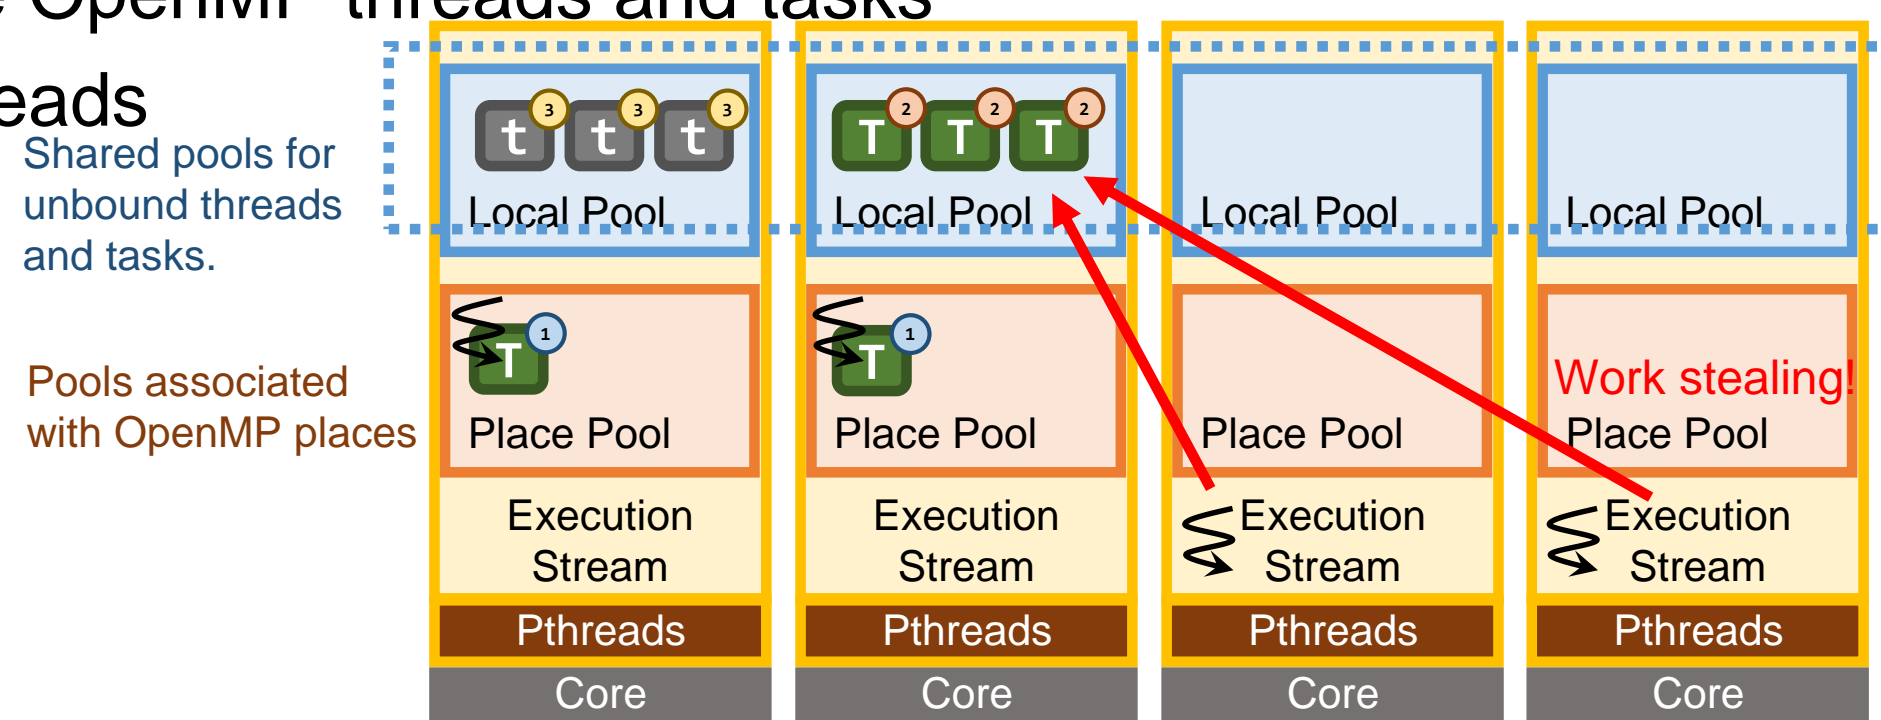 OpenMP threads and tasks
eads
Shared pools for
unbound threads
and tasks.
Pools associated
with OpenMP places
t 3 t 3 t 3
Local Pool
T 1
Place Pool
Execution
Stream
Pthreads
Core
T 2 T 2 T 2
Local Pool
T 1
Place Pool
Execution
Stream
Pthreads
Core
Local Pool
Place Pool
Execution
Stream
Pthreads
Core
Local Pool
Work stealing!
Place Pool
Execution
Stream
Pthreads
Core